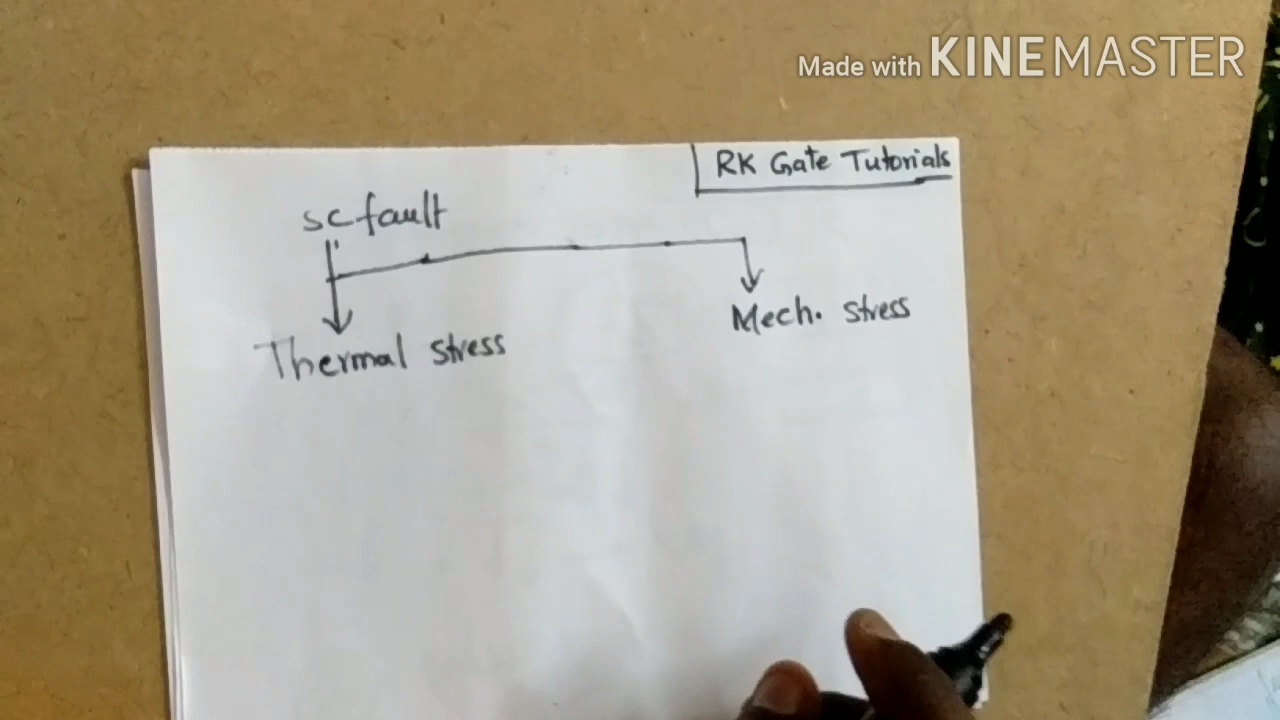 Made with KINEMASTER
RK Gate Tutorials
sc fault
Thermal stress
Mech. stress